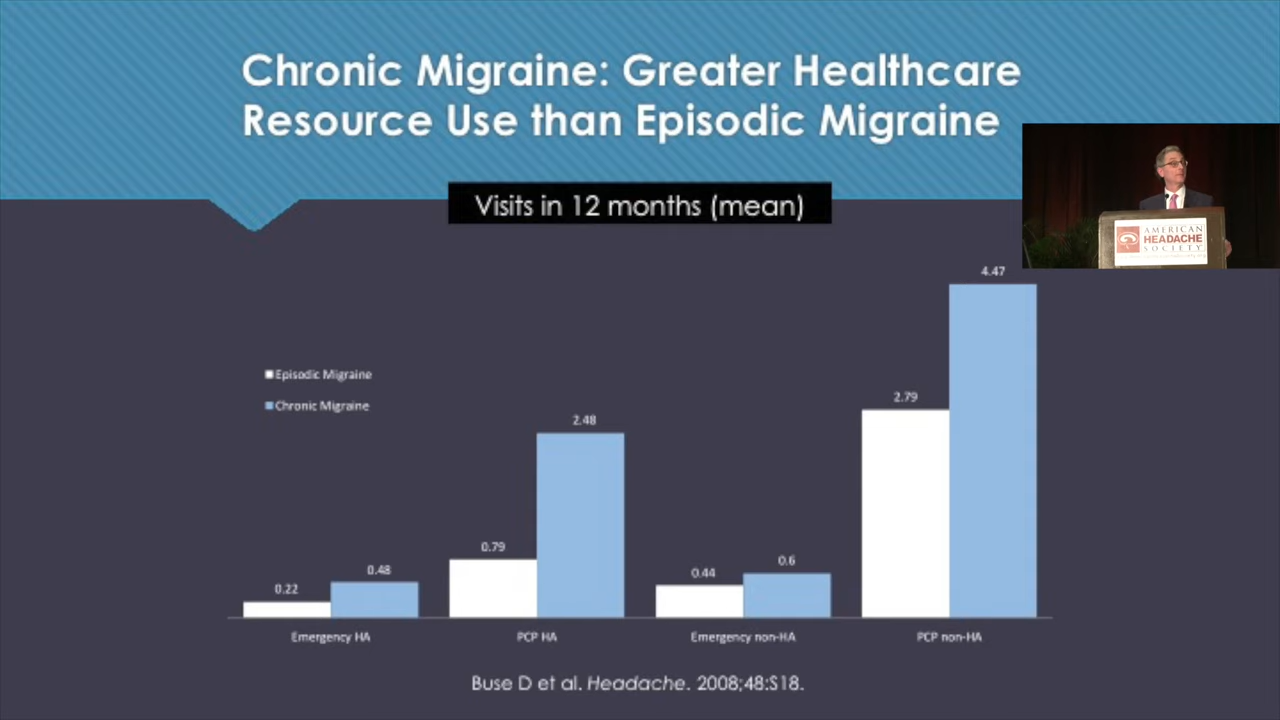 Chronic Migraine: Greater Healthcare
Resource Use than Episodic Migraine
Visits in 12 months (mean)
AMERICAN
HEADACHE
SOCIETY
Episodic Migraine
Chronic Migraine
0.22
0.48
0.79
2.48
0.44
0.6
2.79
4.47
Emergency HA
PCP HA
Emergency non-HA
PCP non-HA
Buse D et al. Headache. 2008;48:S18.